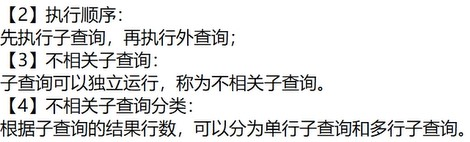 【2】执行顺序：
先执行子查询，再执行外查询；
【3】不相关子查询：
子查询可以独立运行，称为不相关子查询。
【4】不相关子查询分类：
根据子查询的结果行数，可以分为单行子查询和多行子查询。